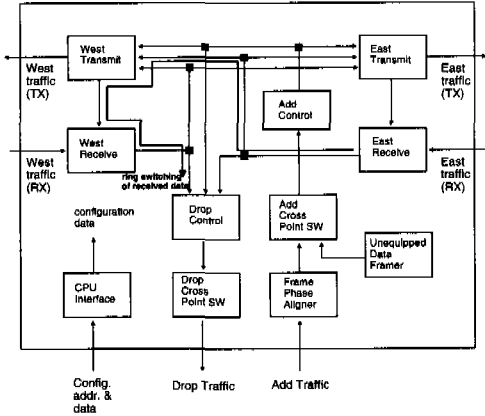 West
Transmit
East
Transmit
West
traffic
(TX)
East
traffic
(TX)
Add
Control
West
Receive
East
Receive
West
traffic
(RX)
East
traffic
(RX)
ring switching
of received data
configuration
data
Drop
Control
Add
Cross
Point SW
Unequipped
Data
Framer
CPU
Interface
Drop
Cross
Point SW
Frame
Phase
Aligner
Config.
addr. &
data
Drop Traffic
Add Traffic